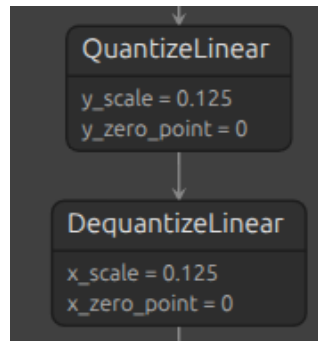 QuantizeLinear
y_scale = 0.125
y_zero_point = 0
DequantizeLinear
x_scale = 0.125
x_zero_point = 0